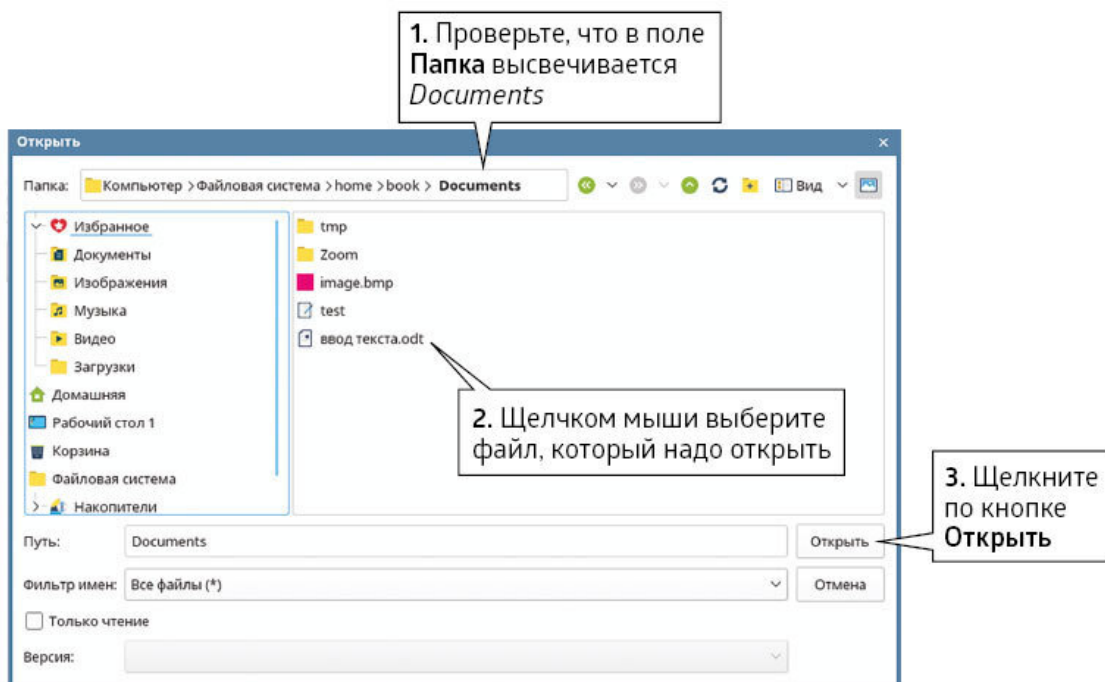 1. Проверьте, что в поле
Папка высвечивается
Documents
Открыть
Папка: Компьютер >Файловая система >home >book > Documents
Вид
Избранное
Документы
Изображения
Музыка
Видео
Загрузки
Домашняя
Рабочий стол 1
Корзина
Файловая система
Накопители
tmp
Zoom
image.bmp
test
ввод текста.odt
2. Щелчком мыши выберите
файл, который надо открыть
3. Щелкните
по кнопке
Открыть
Путь: Documents Открыть
Фильтр имен: Все файлы (*) Отмена
Только чтение
Версия: